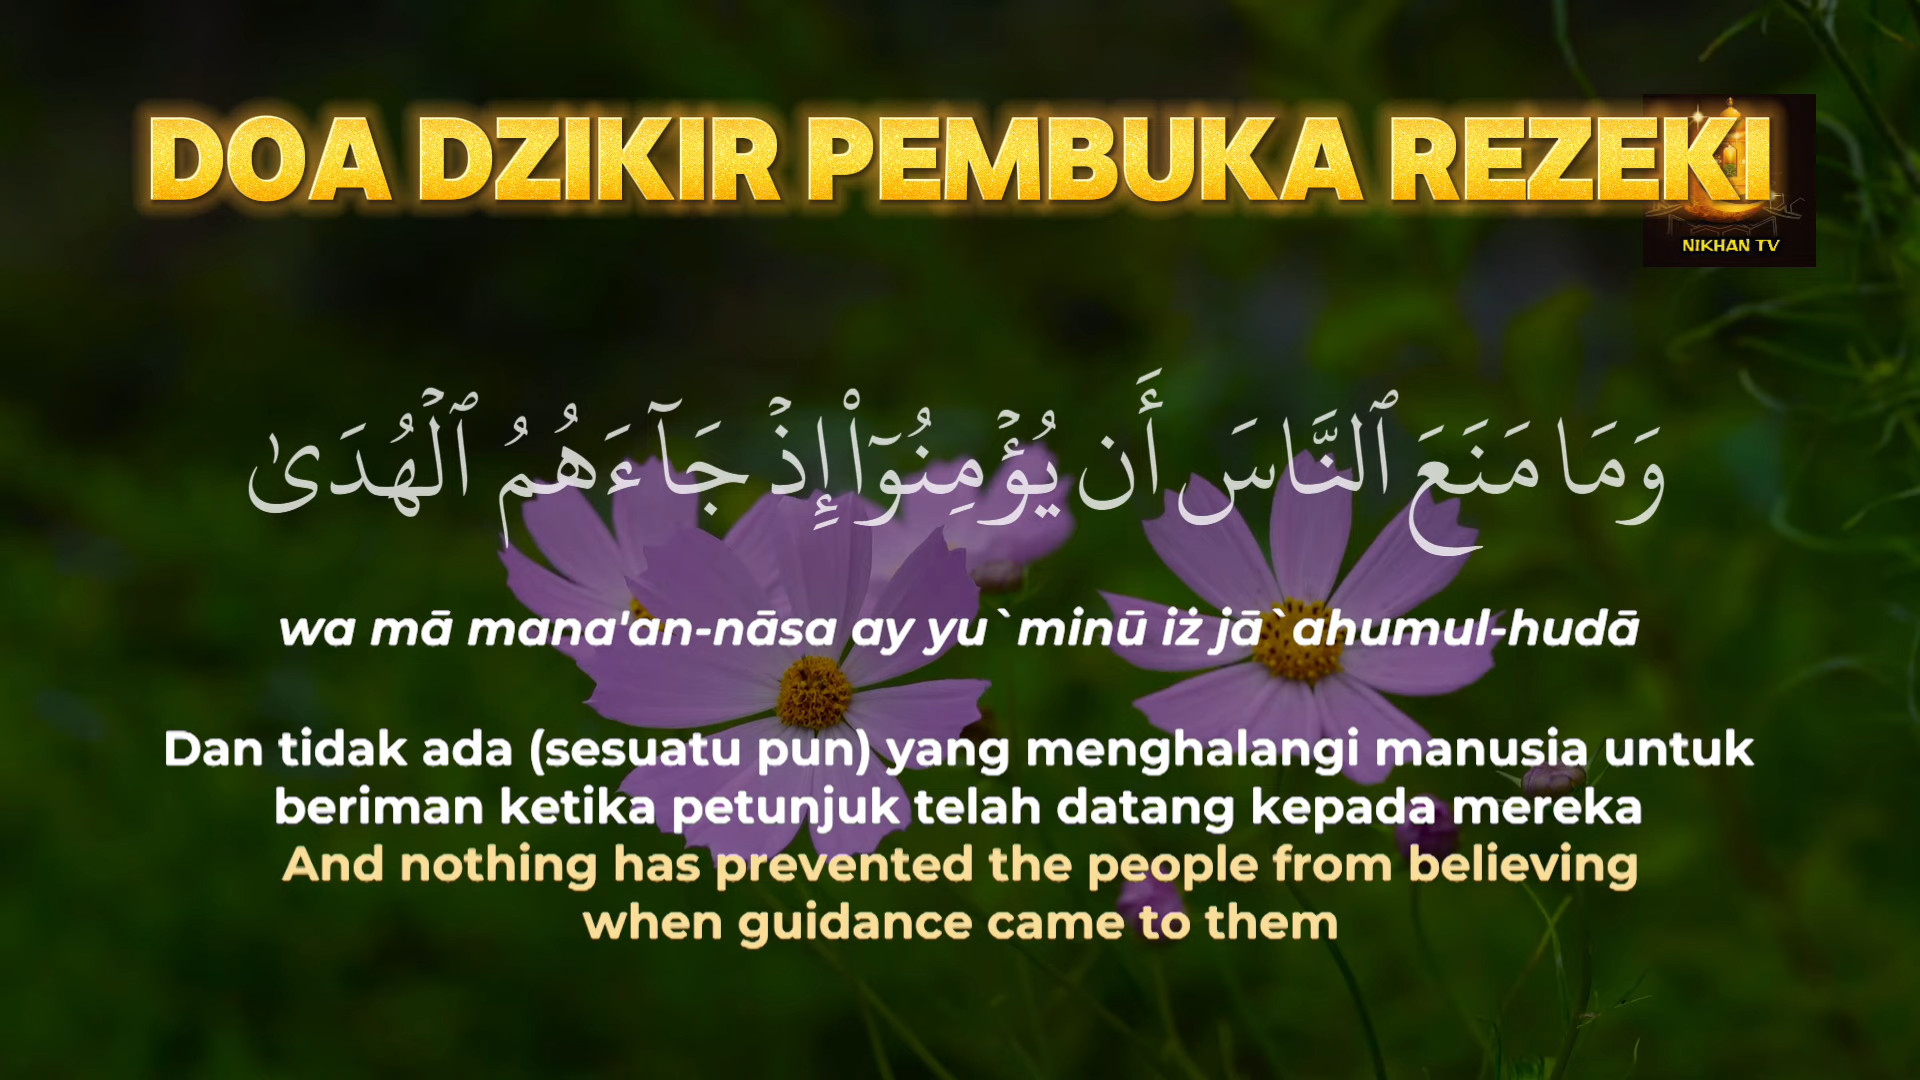 DOA DZIKIR PEMBUKA REZEKI
NIKHAN TV
وَمَا مَنَعَ ٱلنَّاسَ أَن يُؤۡمِنُوٓاْ إِذۡ جَآءَهُمُ ٱلۡهُدَىٰ
wa mā mana'an-nāsa ay yu`minū iż jā`ahumul-hudā
Dan tidak ada (sesuatu pun) yang menghalangi manusia untuk
beriman ketika petunjuk telah datang kepada mereka
And nothing has prevented the people from believing
when guidance came to them